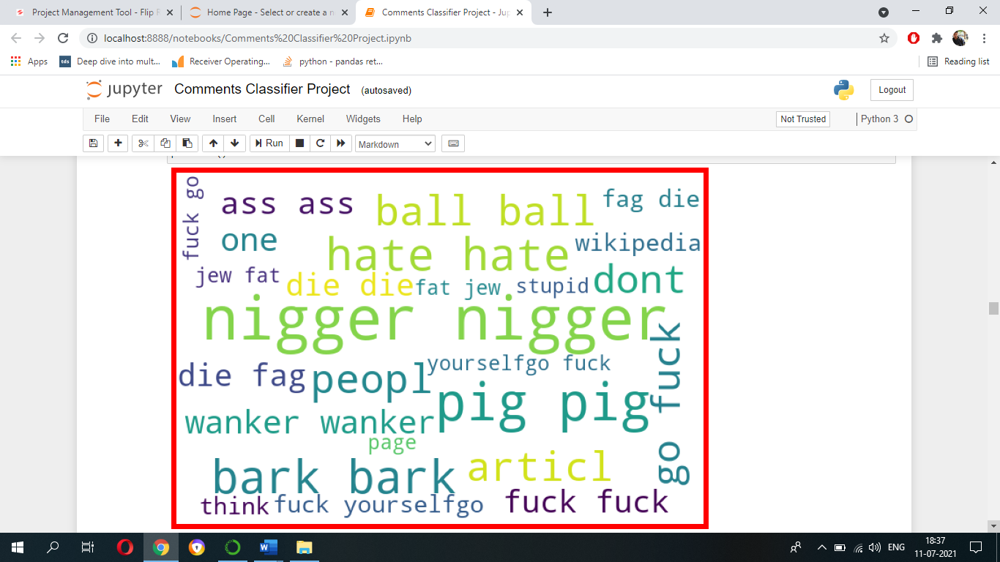 Project Management Tool - Flip R
Home Page - Select or create a n
Comments Classifier Project - Jup
localhost:8888/notebooks/Comments%20Classifier%20Project.ipynb
Apps
tds Deep dive into mult...
Receiver Operating...
python - pandas ret...
Reading list
jupyter Comments Classifier Project (autosaved)
Logout
File Edit View Insert Cell Kernel Widgets Help
Not Trusted
Python 3
Run
Markdown
fuck go
ass ass
ball ball
fag die
one
hate hate
wikipedia
jew fat
die die
fat jew
stupid
dont
nigger nigger
die fag
peopl
yourselfgo fuck
go fuck
pig pig
wanker wanker
page
bark bark
articl
think
fuck yourselfgo
fuck fuck
ENG
18:37
11-07-2021